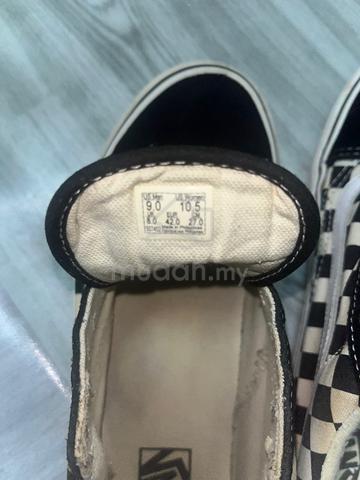 US.Men US.Women
9.0 10.5
UK EUR CM
8.0 42.0 27.0
Made in Philippines
mudah.my
VANS